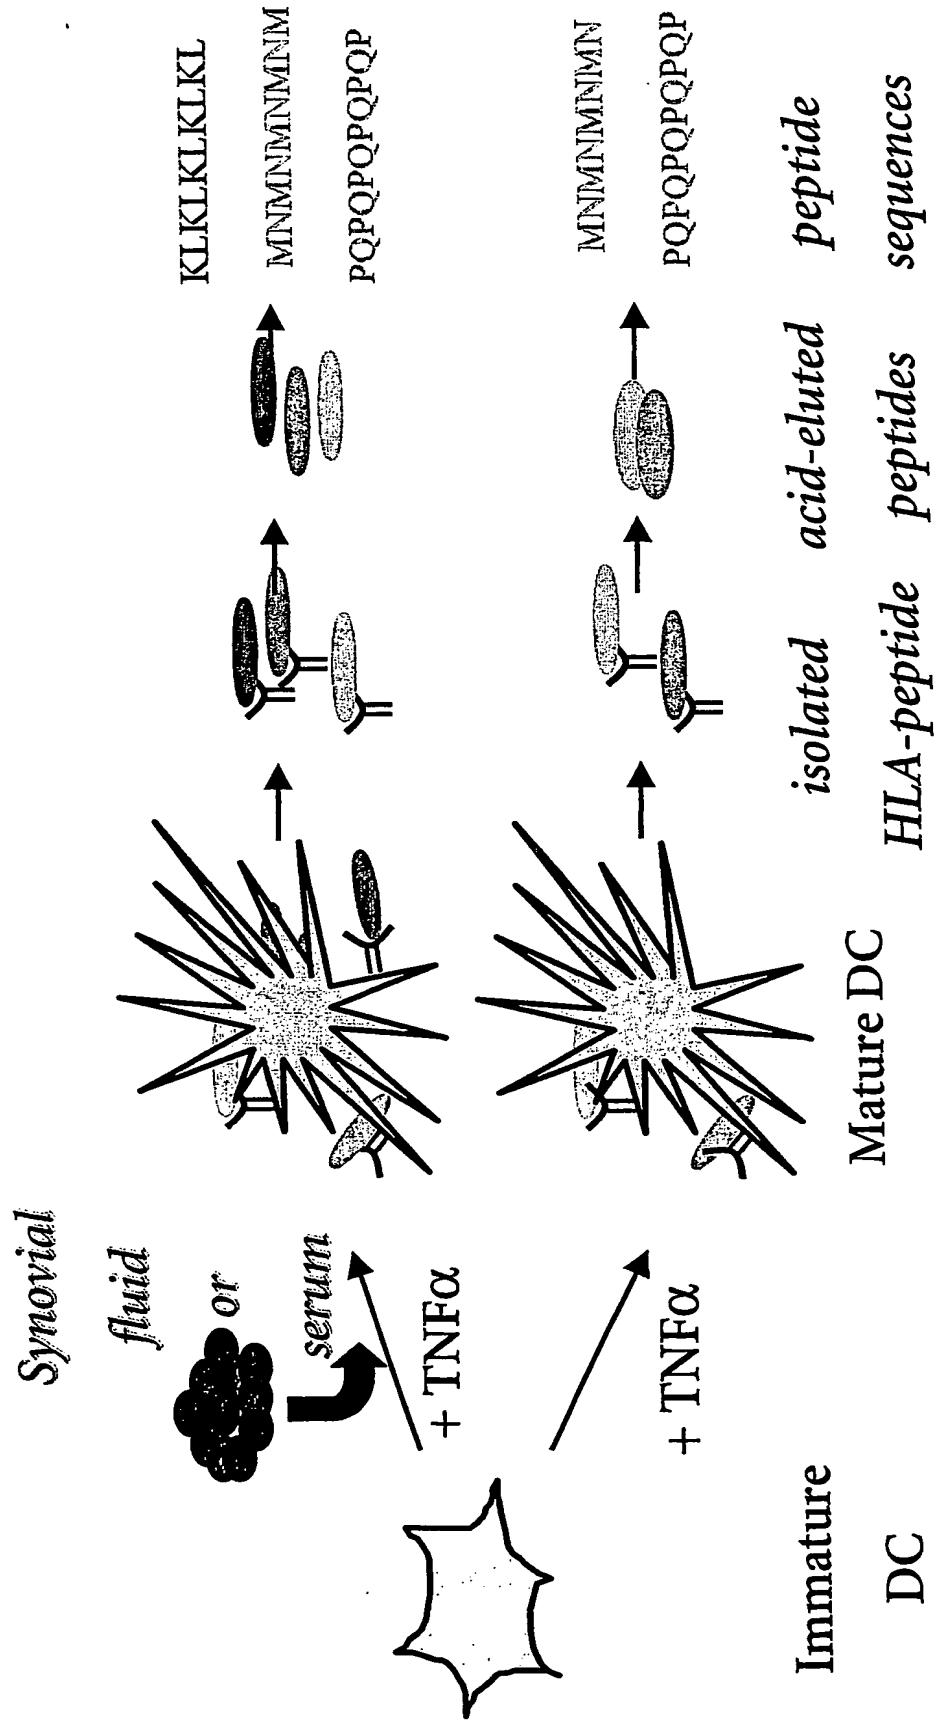 Synovial
fluid
or
serum
+ TNFα
+ TNFα
Immature
DC
Mature DC
isolated
HLA-peptide
acid-eluted
peptides
peptide
sequences
KLKLKLKLKL
MNMNMNMNM
PQPQPQPQPQP
MNMNMNMN
PQPQPQPQPQP